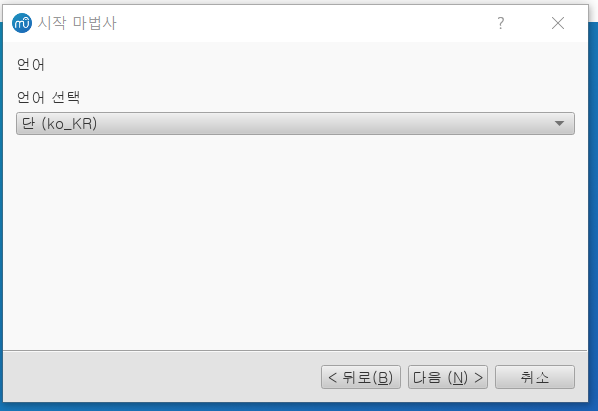 시작 마법사
언어
언어 선택
단 (ko_KR)
< 뒤로(B)
다음 (N) >
취소